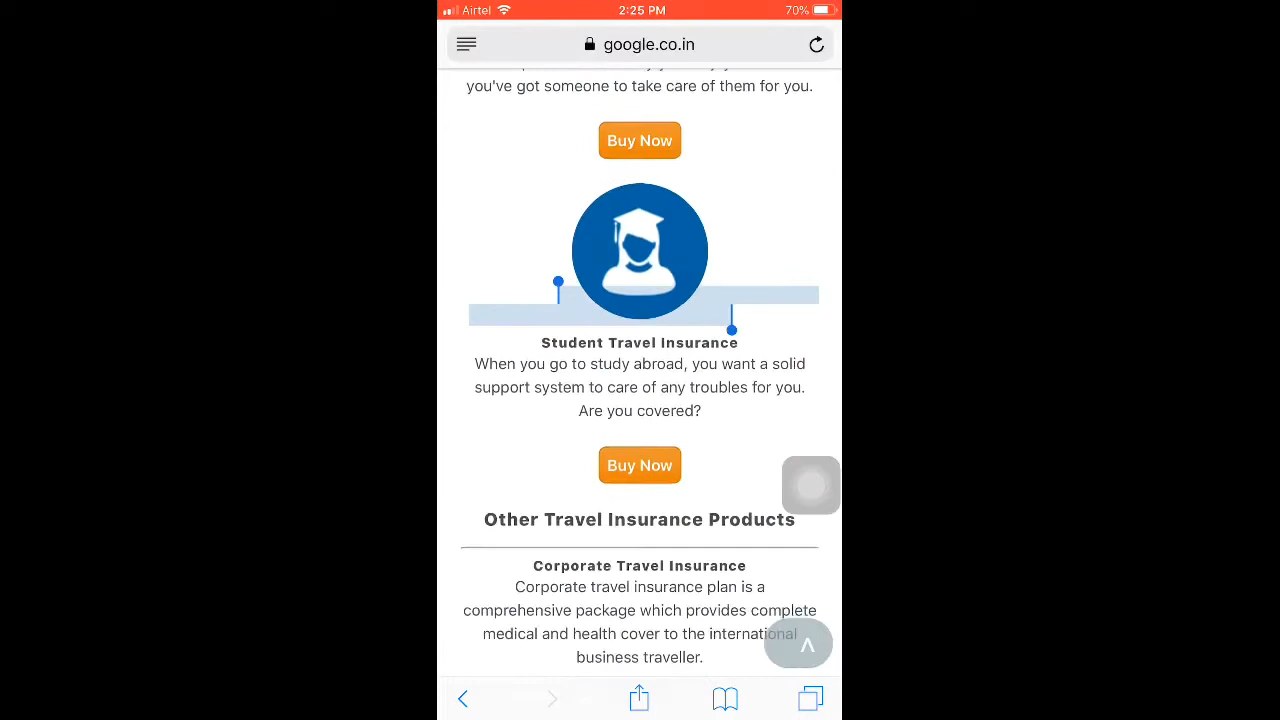 Airtel
2:25 PM
70%
google.co.in
you've got someone to take care of them for you.
Buy Now
Student Travel Insurance
When you go to study abroad, you want a solid
support system to care of any troubles for you.
Are you covered?
Buy Now
Other Travel Insurance Products
Corporate Travel Insurance
Corporate travel insurance plan is a
comprehensive package which provides complete
medical and health cover to the international
business traveller.